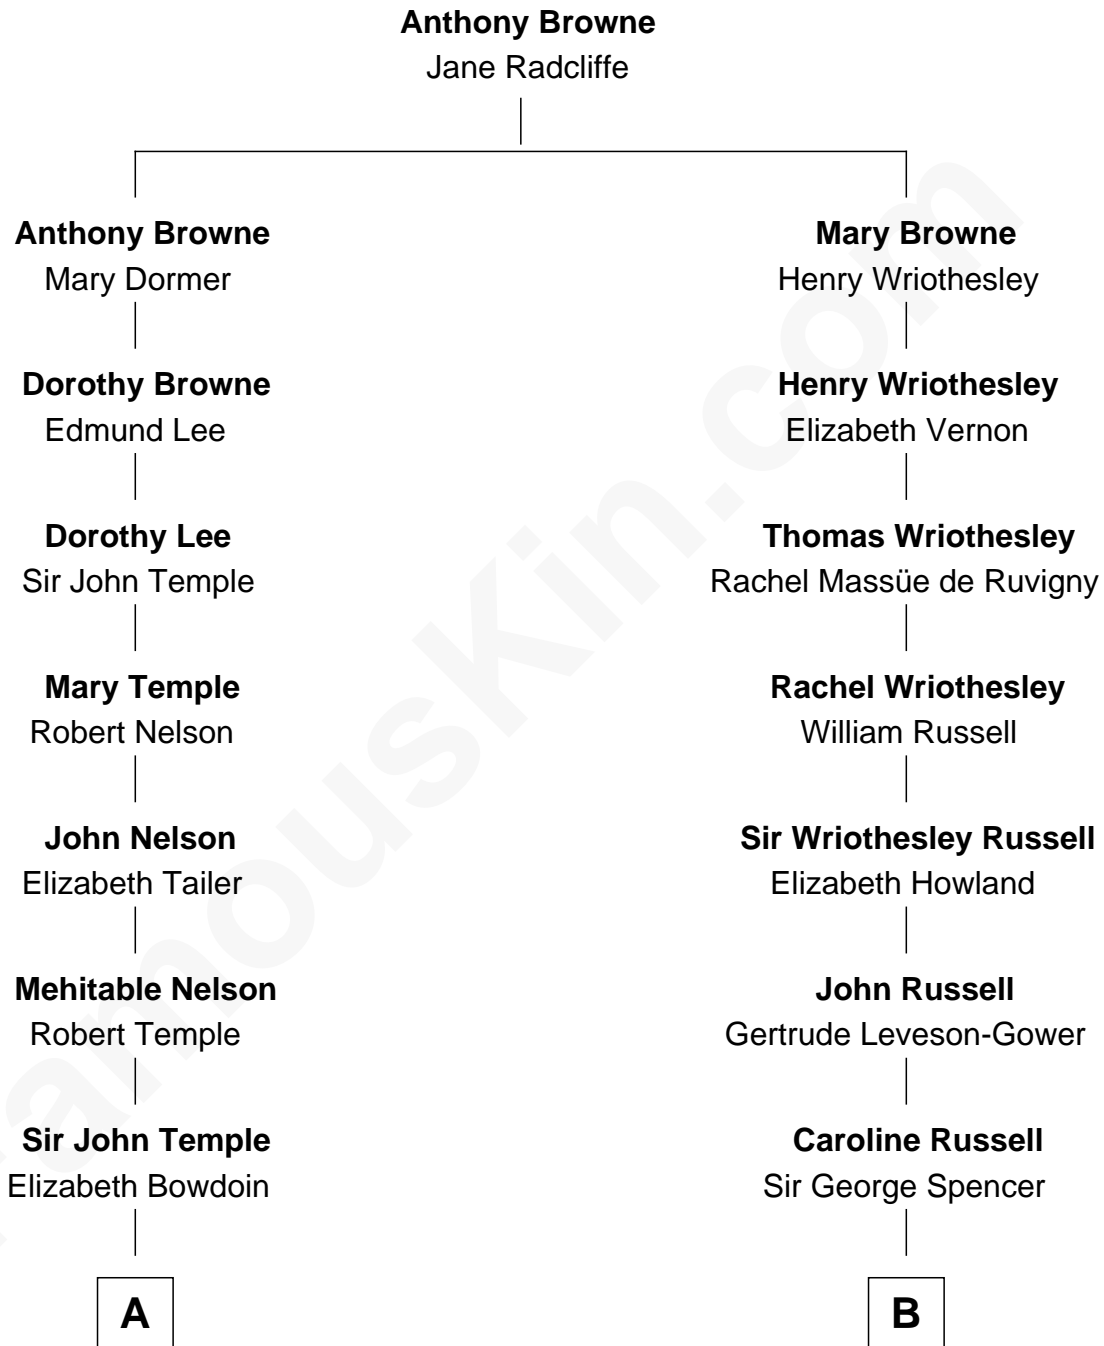 Anthony Browne
Jane Radcliffe
Anthony Browne
Mary Dormer
Mary Browne
Henry Wriothesley
Dorothy Browne
Edmund Lee
Henry Wriothesley
Elizabeth Vernon
Dorothy Lee
Sir John Temple
Thomas Wriothesley
Rachel Massüe de Ruvigny
Mary Temple
Robert Nelson
Rachel Wriothesley
William Russell
John Nelson
Elizabeth Tailer
Sir Wriothesley Russell
Elizabeth Howland
Mehitable Nelson
Robert Temple
John Russell
Gertrude Leveson-Gower
Sir John Temple
Elizabeth Bowdoin
Caroline Russell
Sir George Spencer
A
B
FamousKin.com